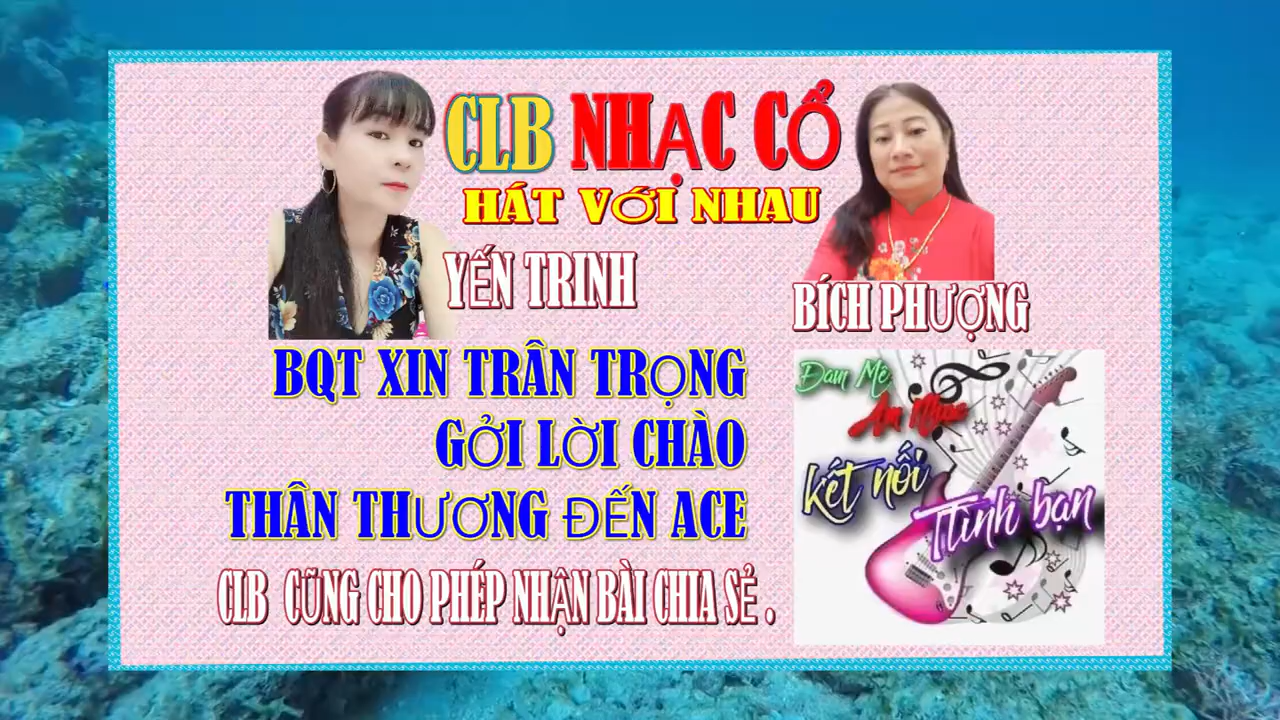 CLB NHẠC CỔ
HÁT VỚI NHAU
YẾN TRINH
BÍCH PHƯỢNG
BQT XIN TRÂN TRỌNG
GỞI LỜI CHÀO
THÂN THƯƠNG ĐẾN ACE
CLB CŨNG CHO PHÉP NHẬN BÀI CHIA SẺ .
Đam Mê
Âm Nhạc
kết nối
Tình bạn